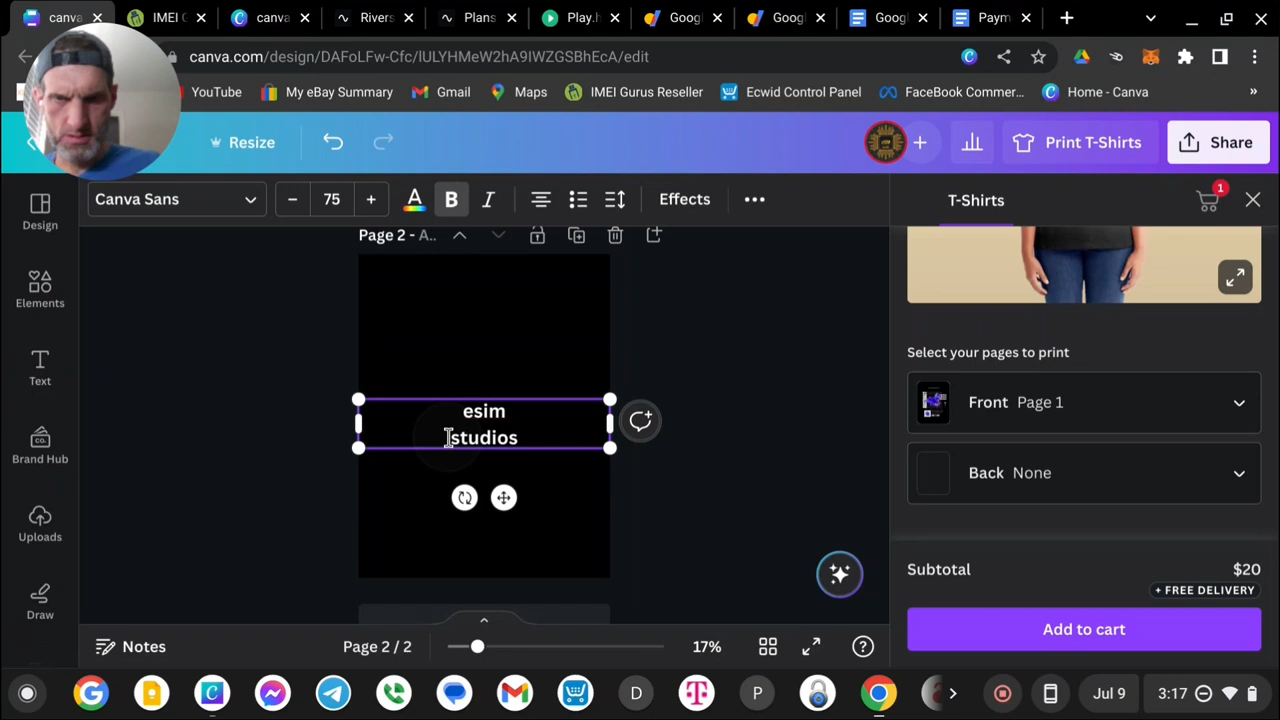 canva
IMEI G
canva
Rivers
Plans
Play.h
Googl
Googl
Googl
Paym
canva.com/design/DAFoLFw-Cfc/lULYHMeW2hA9IWZGSBhEcA/edit
YouTube
My eBay Summary
Gmail
Maps
IMEI Gurus Reseller
Ecwid Control Panel
FaceBook Commer...
Home - Canva
»
Resize
Print T-Shirts
Share
Canva Sans
75
A
B
I
Effects
T-Shirts
1
Page 2 - A..
Design
Elements
Text
Brand Hub
Uploads
Draw
esim
studios
Select your pages to print
Front Page 1
Back None
Subtotal
$20
+ FREE DELIVERY
Add to cart
Notes
Page 2 / 2
17%
D
P
Jul 9
3:17